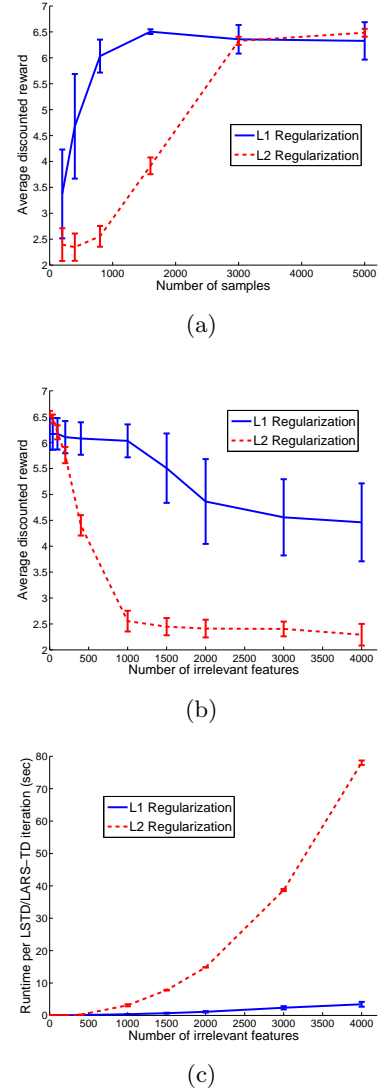 7
6.5
6
5.5
5
4.5
4
3.5
3
2.5
2
Average discounted reward
0 1000 2000 3000 4000 5000
Number of samples
L1 Regularization
L2 Regularization
(a)
7
6.5
6
5.5
5
4.5
4
3.5
3
2.5
2
Average discounted reward
0 500 1000 1500 2000 2500 3000 3500 4000
Number of irrelevant features
L1 Regularization
L2 Regularization
(b)
80
70
60
50
40
30
20
10
0
Runtime per LSTD/LARS−TD iteration (sec)
0 500 1000 1500 2000 2500 3000 3500 4000
Number of irrelevant features
L1 Regularization
L2 Regularization
(c)